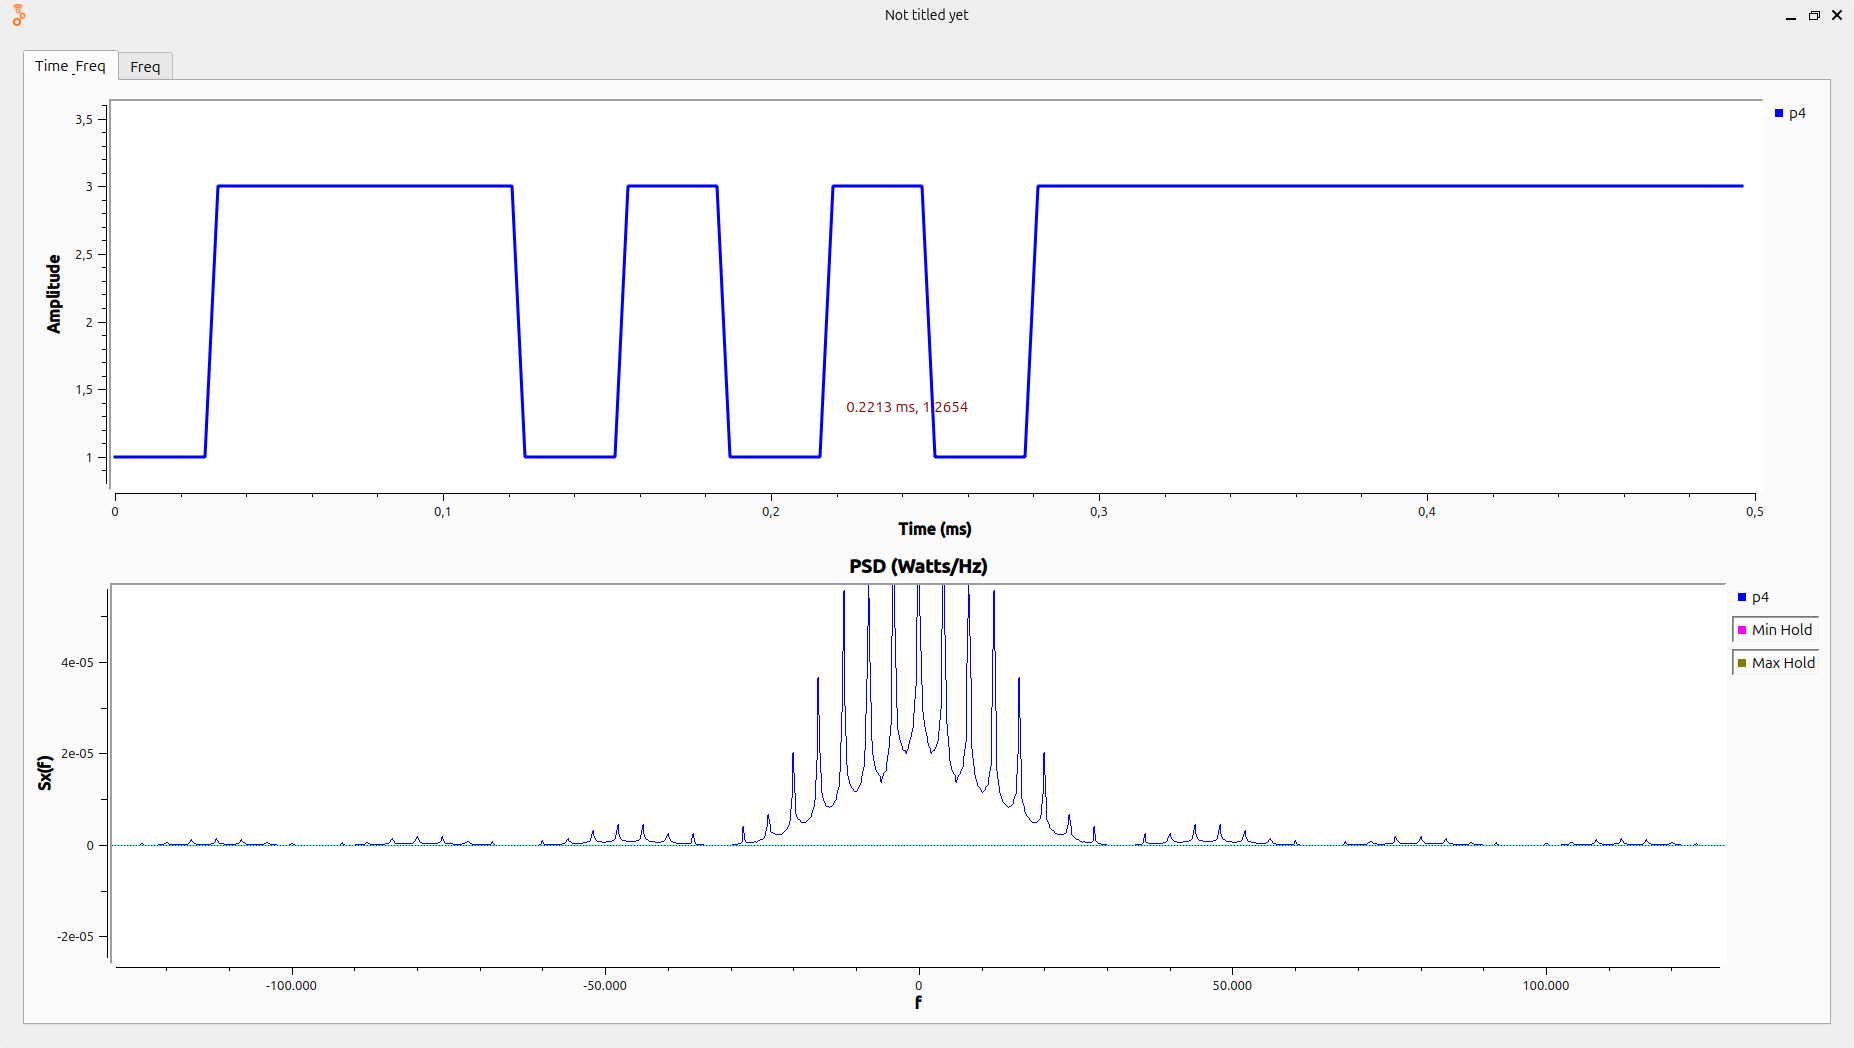 Not titled yet
Time_Freq
Freq
3,5
3
2,5
2
1,5
1
Amplitude
p4
0.2213 ms, 1.2654
0
0,1
0,2
0,3
0,4
0,5
Time (ms)
PSD (Watts/Hz)
4e-05
2e-05
0
-2e-05
Sx(f)
p4
Min Hold
Max Hold
-100.000
-50.000
0
50.000
100.000
f